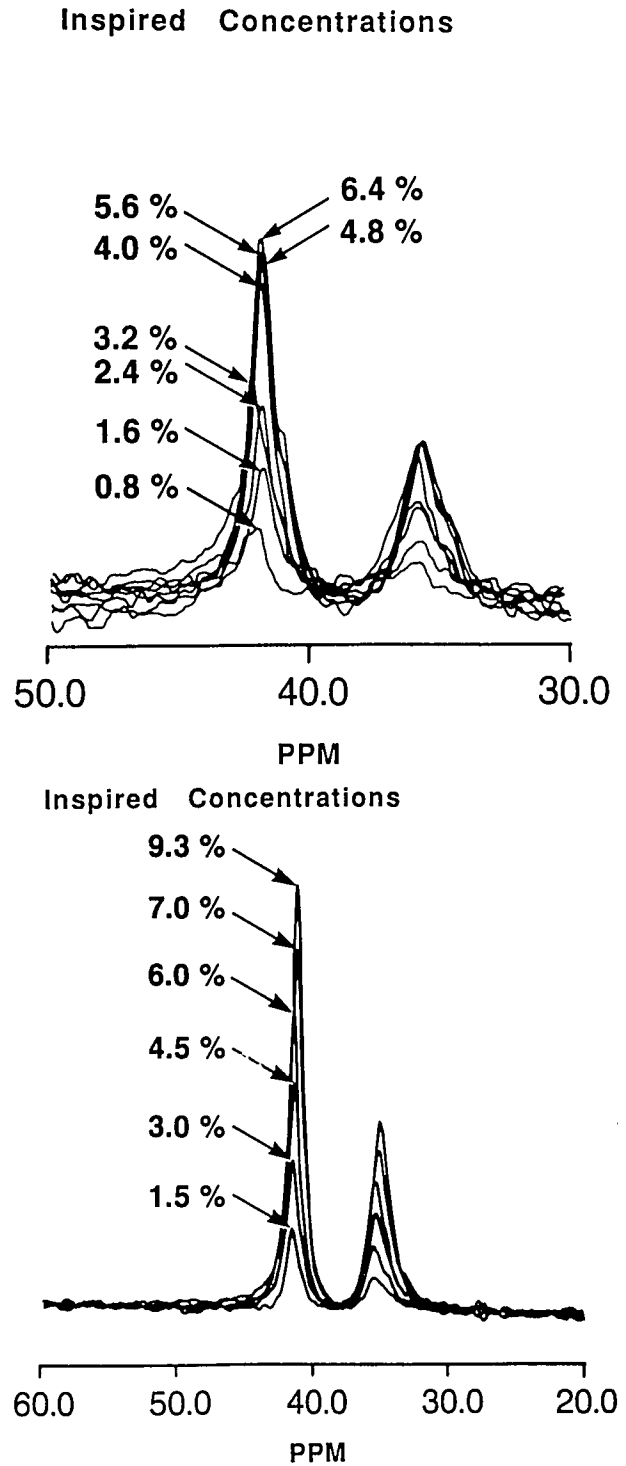 Inspired Concentrations
6.4 %
5.6 %
4.8 %
4.0 %
3.2 %
2.4 %
1.6 %
0.8 %
50.0 40.0 30.0
PPM
Inspired Concentrations
9.3 %
7.0 %
6.0 %
4.5 %
3.0 %
1.5 %
60.0 50.0 40.0 30.0 20.0
PPM